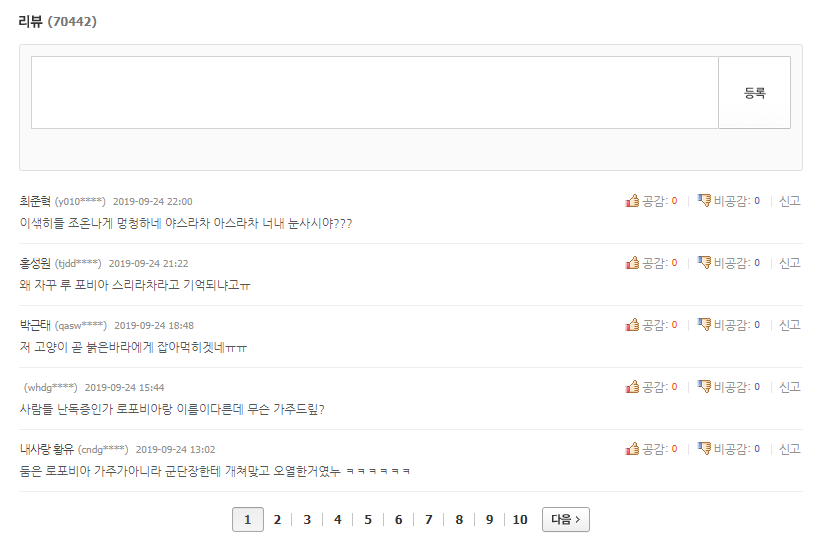 리뷰 (70442)
등록
최준혁 (y010****) 2019-09-24 22:00 공감: 0 비공감: 0 신고
이섺히들 조온나게 멍청하네 야스라차 아스라차 너내 눈사시야???
홍성원 (tjdd****) 2019-09-24 21:22 공감: 0 비공감: 0 신고
왜 자꾸 루 포비아 스리라차라고 기억되냐고ㅠ
박근태 (qasw****) 2019-09-24 18:48 공감: 0 비공감: 0 신고
저 고양이 곧 붉은바라에게 잡아먹히겟네ㅠㅠ
(whdg****) 2019-09-24 15:44 공감: 0 비공감: 0 신고
사람들 난독증인가 로포비아랑 이름이다른데 무슨 가주드맆?
내사랑 황유 (cndg****) 2019-09-24 13:02 공감: 0 비공감: 0 신고
둠은 로포비아 가주가아니라 군단장한테 개쳐맞고 오열한거였누 ㅋㅋㅋㅋㅋㅋ
1 2 3 4 5 6 7 8 9 10 다음 >